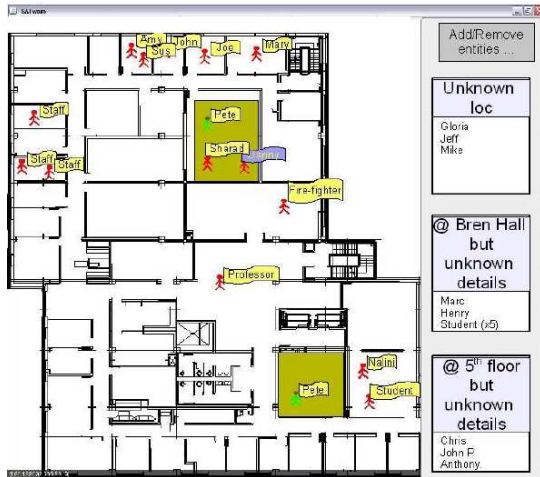 SAWare
Add/Remove
entities ...
Amy
John
Sus
Joe
Mary
Staff
Pete
Sharad
Staff
Staff
Fire-fighter
Professor
Nalini
Pete
Student
Unknown
loc
Gloria
Jeff
Mike
@ Bren Hall
but
unknown
details
Marc
Henry
Student (x5)
@ 5th floor
but
unknown
details
Chris
John P
Anthony